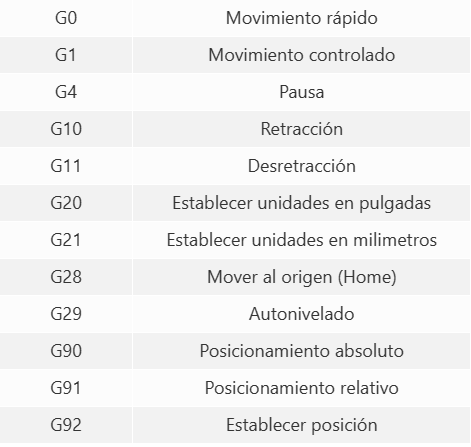 G0 Movimiento rápido
G1 Movimiento controlado
G4 Pausa
G10 Retracción
G11 Desretracción
G20 Establecer unidades en pulgadas
G21 Establecer unidades en milimetros
G28 Mover al origen (Home)
G29 Autonivelado
G90 Posicionamiento absoluto
G91 Posicionamiento relativo
G92 Establecer posición